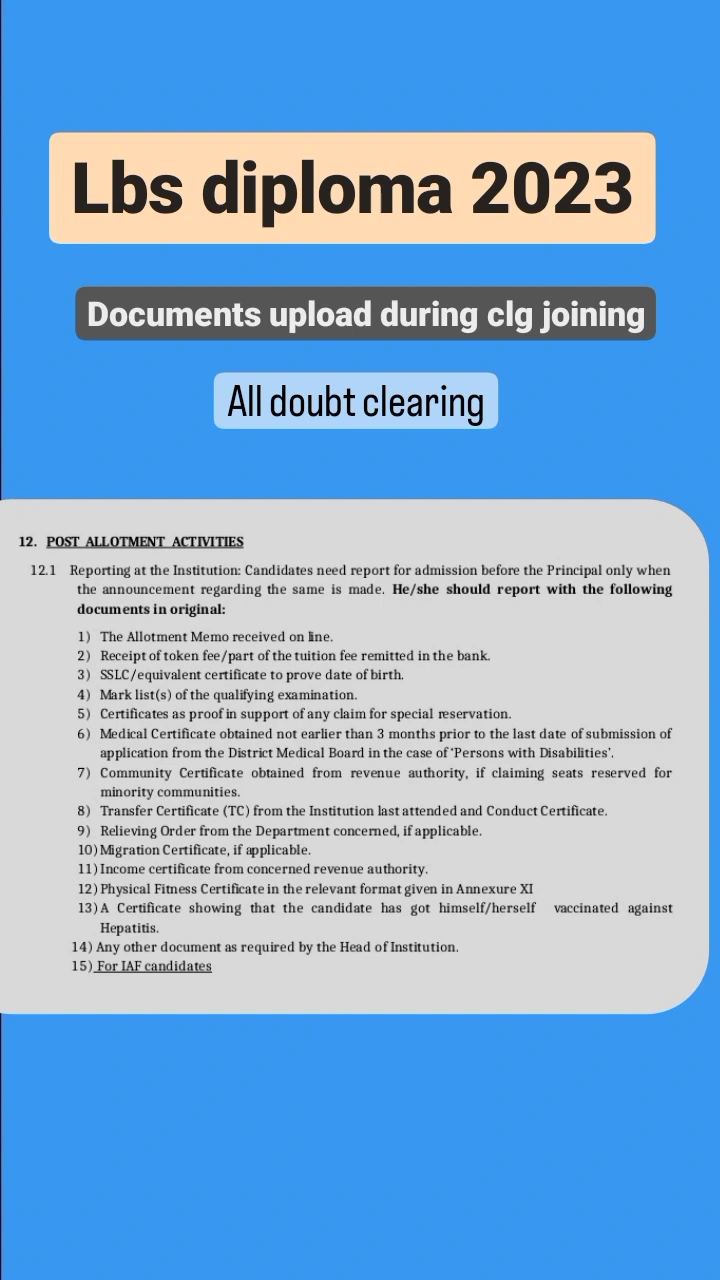 Lbs diploma 2023
Documents upload during clg joining
All doubt clearing
12. POST ALLOTMENT ACTIVITIES
12.1 Reporting at the Institution: Candidates need report for admission before the Principal only when
the announcement regarding the same is made. He/she should report with the following
documents in original:
1) The Allotment Memo received on line.
2) Receipt of token fee/part of the tuition fee remitted in the bank.
3) SSLC/equivalent certificate to prove date of birth.
4) Mark list(s) of the qualifying examination.
5) Certificates as proof in support of any claim for special reservation.
6) Medical Certificate obtained not earlier than 3 months prior to the last date of submission of
application from the District Medical Board in the case of 'Persons with Disabilities'.
7) Community Certificate obtained from revenue authority, if claiming seats reserved for
minority communities.
8) Transfer Certificate (TC) from the Institution last attended and Conduct Certificate.
9) Relieving Order from the Department concerned, if applicable.
10) Migration Certificate, if applicable.
11) Income certificate from concerned revenue authority.
12) Physical Fitness Certificate in the relevant format given in Annexure XI
13) A Certificate showing that the candidate has got himself/herself vaccinated against
Hepatitis.
14) Any other document as required by the Head of Institution.
15) For IAF candidates